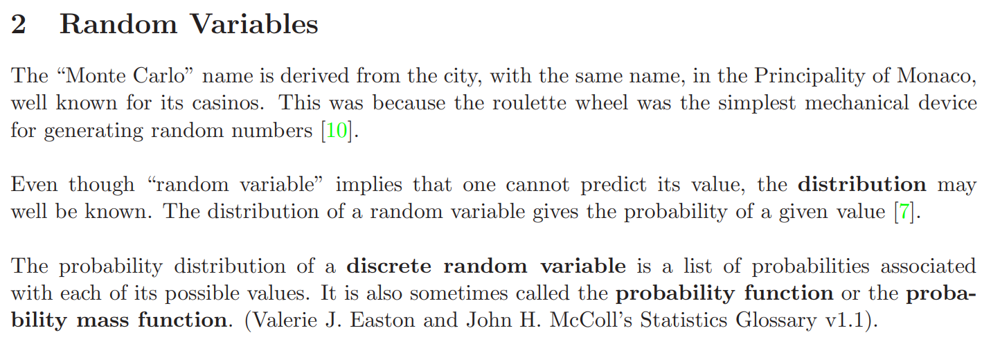 2 Random Variables
The “Monte Carlo” name is derived from the city, with the same name, in the Principality of Monaco,
well known for its casinos. This was because the roulette wheel was the simplest mechanical device
for generating random numbers [10].
Even though “random variable” implies that one cannot predict its value, the distribution may
well be known. The distribution of a random variable gives the probability of a given value [7].
The probability distribution of a discrete random variable is a list of probabilities associated
with each of its possible values. It is also sometimes called the probability function or the proba-
bility mass function. (Valerie J. Easton and John H. McColl’s Statistics Glossary v1.1).